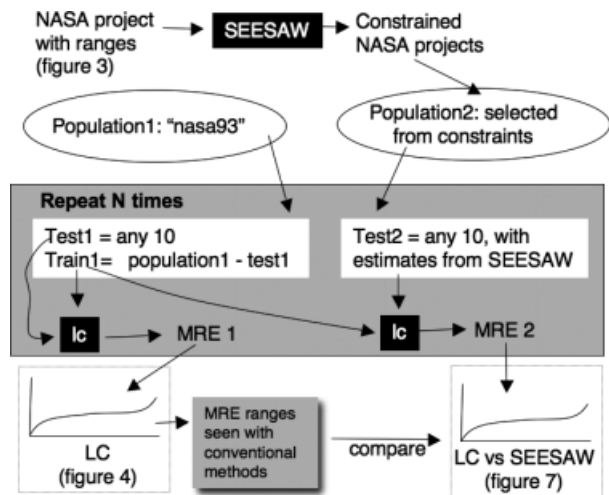 NASA project
with ranges
(figure 3)
SEESAW
Constrained
NASA projects
Population1: "nasa93"
Population2: selected
from constraints
Repeat N times
Test1 = any 10
Train1= population1 - test1
Test2 = any 10, with
estimates from SEESAW
lc
MRE 1
lc
MRE 2
LC
(figure 4)
MRE ranges
seen with
conventional
methods
compare
LC vs SEESAW
(figure 7)